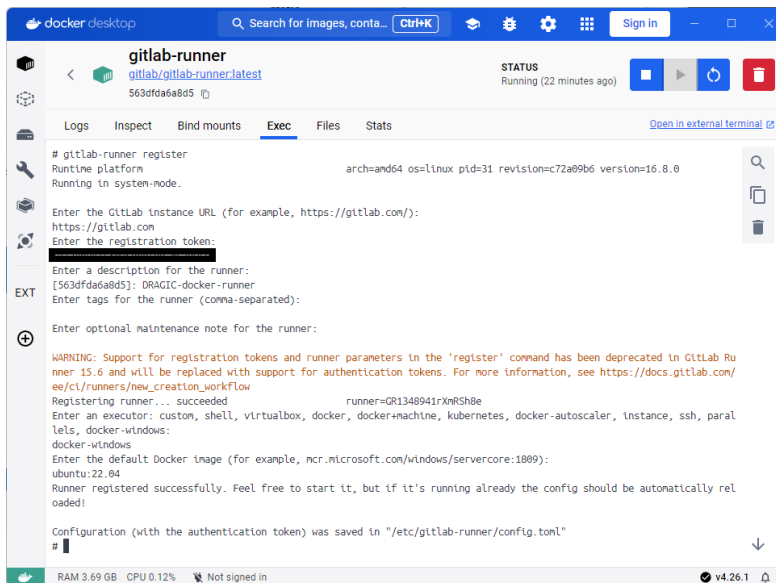 docker desktop
Search for images, conta...
Ctrl+K
Sign in
gitlab-runner
gitlab/gitlab-runner:latest
563dfda6a8d5
STATUS
Running (22 minutes ago)
Logs Inspect Bind mounts Exec Files Stats
Open in external terminal
# gitlab-runner register
Runtime platform arch=amd64 os=linux pid=31 revision=c72a09b6 version=16.8.0
Running in system-mode.
Enter the GitLab instance URL (for example, https://gitlab.com/):
https://gitlab.com
Enter the registration token:
Enter a description for the runner:
[563dfda6a8d5]: DRAGIC-docker-runner
Enter tags for the runner (comma-separated):
Enter optional maintenance note for the runner:
WARNING: Support for registration tokens and runner parameters in the 'register' command has been deprecated in GitLab Ru
nner 15.6 and will be replaced with support for authentication tokens. For more information, see https://docs.gitlab.com/
ee/ci/runners/new_creation_workflow
Registering runner... succeeded runner=GR1348941rXmRSh8e
Enter an executor: custom, shell, virtualbox, docker, docker+machine, kubernetes, docker-autoscaler, instance, ssh, paral
lels, docker-windows:
docker-windows
Enter the default Docker image (for example, mcr.microsoft.com/windows/servercore:1809):
ubuntu:22.04
Runner registered successfully. Feel free to start it, but if it's running already the config should be automatically rel
oaded!
Configuration (with the authentication token) was saved in "/etc/gitlab-runner/config.toml"
#
EXT
RAM 3.69 GB CPU 0.12% Not signed in
v4.26.1